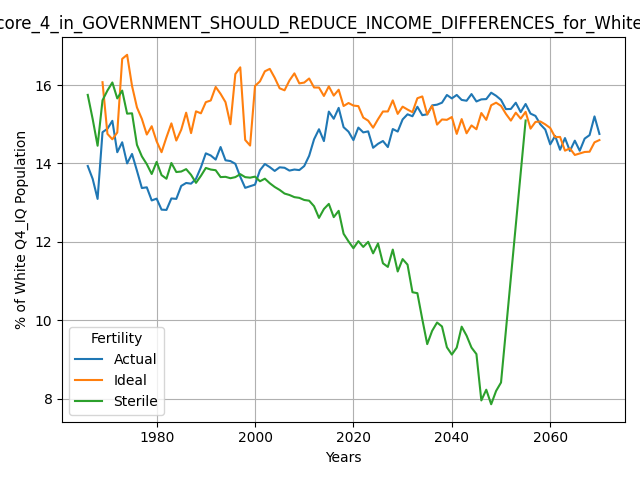 core_4_in_GOVERNMENT_SHOULD_REDUCE_INCOME_DIFFERENCES_for_White
% of White Q4_IQ Population
16
14
12
10
8
Fertility
Actual
Ideal
Sterile
1980
2000
2020
2040
2060
Years